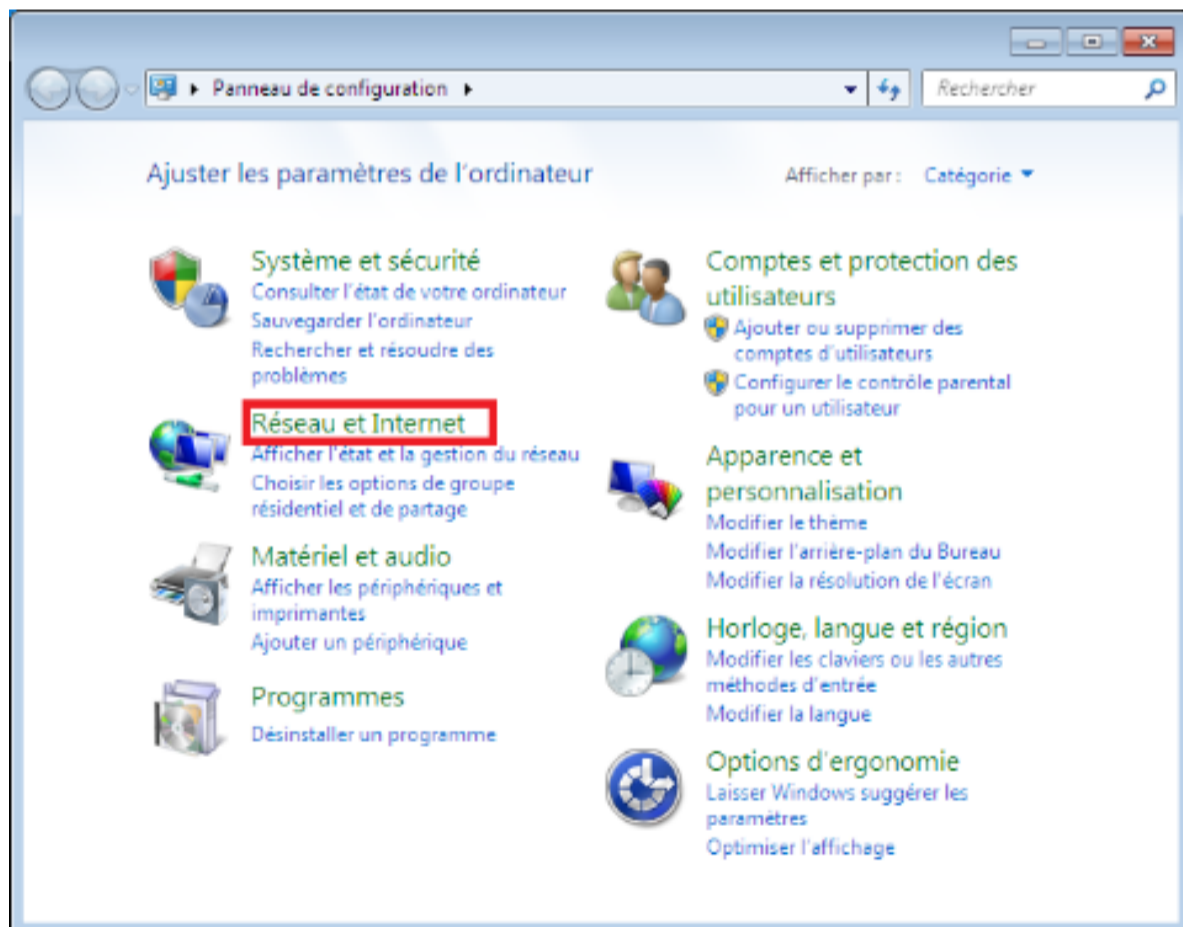 Panneau de configuration
Rechercher
Ajuster les paramètres de l'ordinateur
Afficher par :
Catégorie
Système et sécurité
Consulter l'état de votre ordinateur
Sauvegarder l'ordinateur
Rechercher et résoudre des
problèmes
Réseau et Internet
Afficher l'état et la gestion du réseau
Choisir les options de groupe
résidentiel et de partage
Matériel et audio
Afficher les périphériques et
imprimantes
Ajouter un périphérique
Programmes
Désinstaller un programme
Comptes et protection des
utilisateurs
Ajouter ou supprimer des
comptes d'utilisateurs
Configurer le contrôle parental
pour un utilisateur
Apparence et
personnalisation
Modifier le thème
Modifier l'arrière-plan du Bureau
Modifier la résolution de l'écran
Horloge, langue et région
Modifier les claviers ou les autres
méthodes d'entrée
Modifier la langue
Options d'ergonomie
Laisser Windows suggérer les
paramètres
Optimiser l'affichage